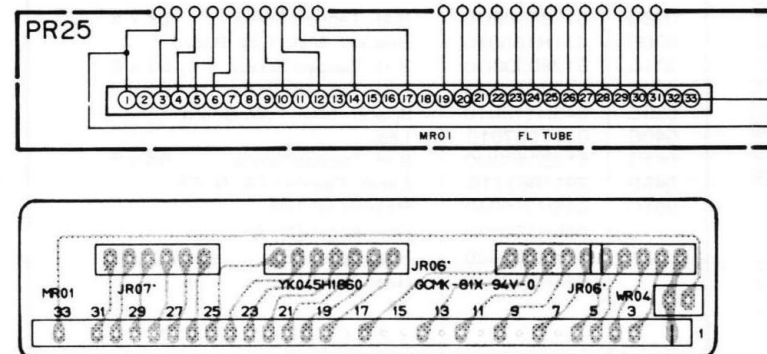 PR25
1 2 3 4 5 6 7 8 9 10 11 12 13 14 15 16 17 18 19 20 21 22 23 24 25 26 27 28 29 30 31 32 33
MR01 FL TUBE
JR07* YK045H1860 JR06* GCMK-81X 94V-0 JR06* WR04
MR01
33 31 29 27 25 23 21 19 17 15 13 11 9 7 5 3 1